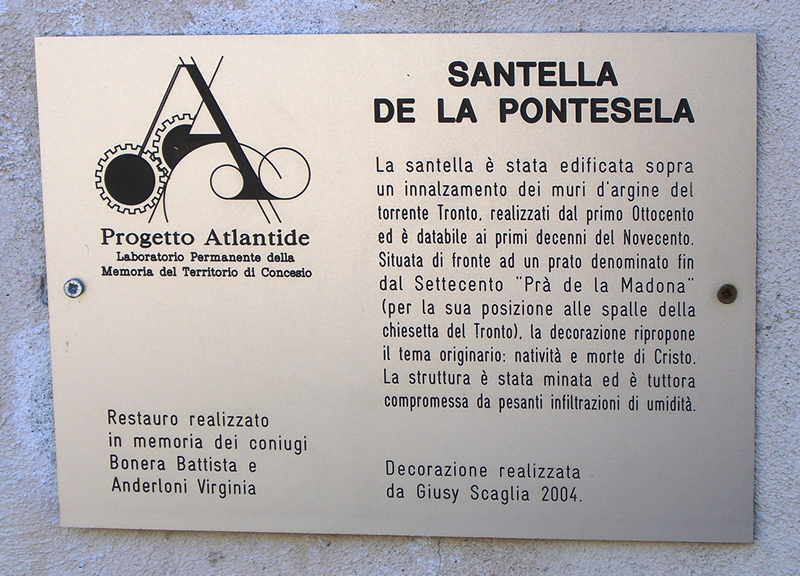 Progetto Atlantide
Laboratorio Permanente della
Memoria del Territorio di Concesio
Restauro realizzato
in memoria dei coniugi
Bonera Battista e
Anderloni Virginia
SANTELLA
DE LA PONTESELA
La santella è stata edificata sopra
un innalzamento dei muri d'argine del
torrente Tronto, realizzati dal primo Ottocento
ed è databile ai primi decenni del Novecento.
Situata di fronte ad un prato denominato fin
dal Settecento "Prà de la Madona"
(per la sua posizione alle spalle della
chiesetta del Tronto), la decorazione ripropone
il tema originario: natività e morte di Cristo.
La struttura è stata minata ed è tuttora
compromessa da pesanti infiltrazioni di umidità.
Decorazione realizzata
da Giusy Scaglia 2004.